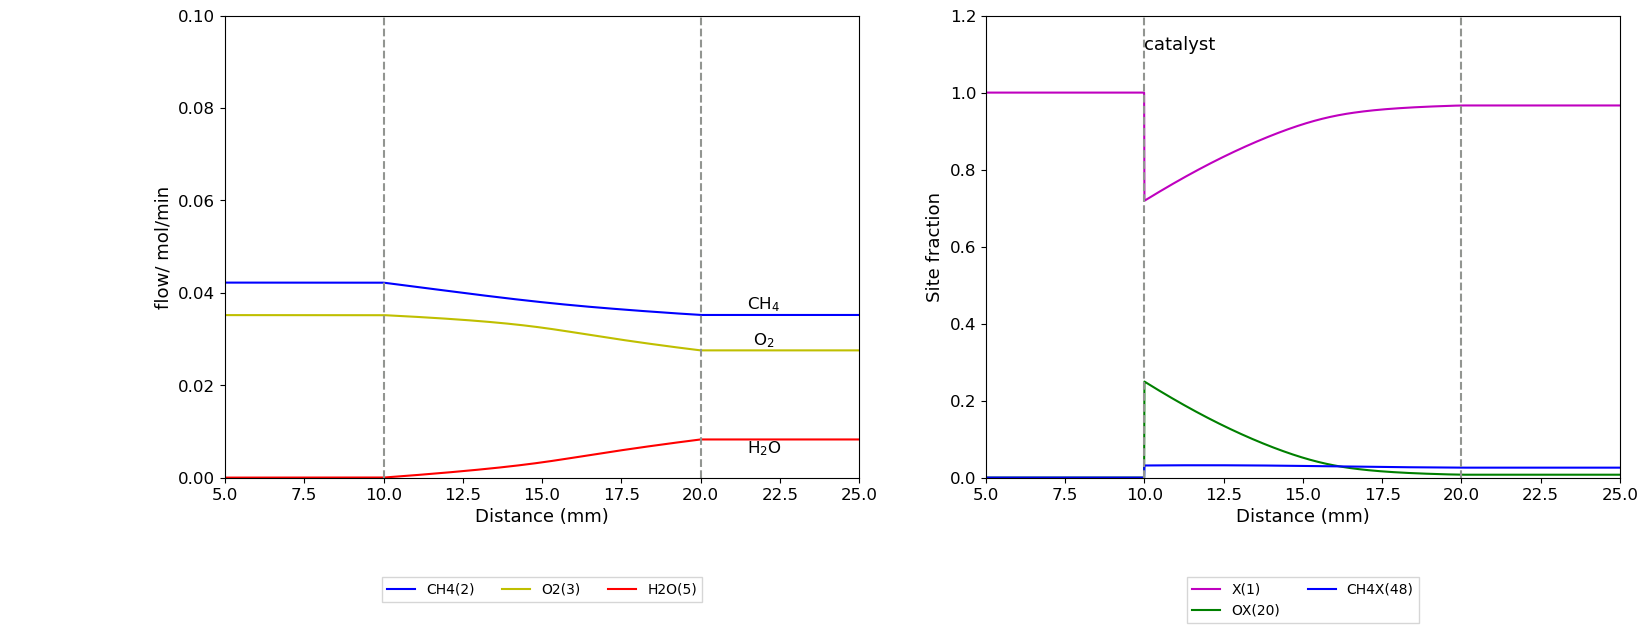 0.10
0.08
0.06
0.04
0.02
0.00
flow/ mol/min
CH₄
O₂
H₂O
5.0 7.5 10.0 12.5 15.0 17.5 20.0 22.5 25.0
Distance (mm)
CH4(2) O2(3) H2O(5)
1.2
1.0
0.8
0.6
0.4
0.2
0.0
Site fraction
catalyst
5.0 7.5 10.0 12.5 15.0 17.5 20.0 22.5 25.0
Distance (mm)
X(1) CH4X(48)
OX(20)